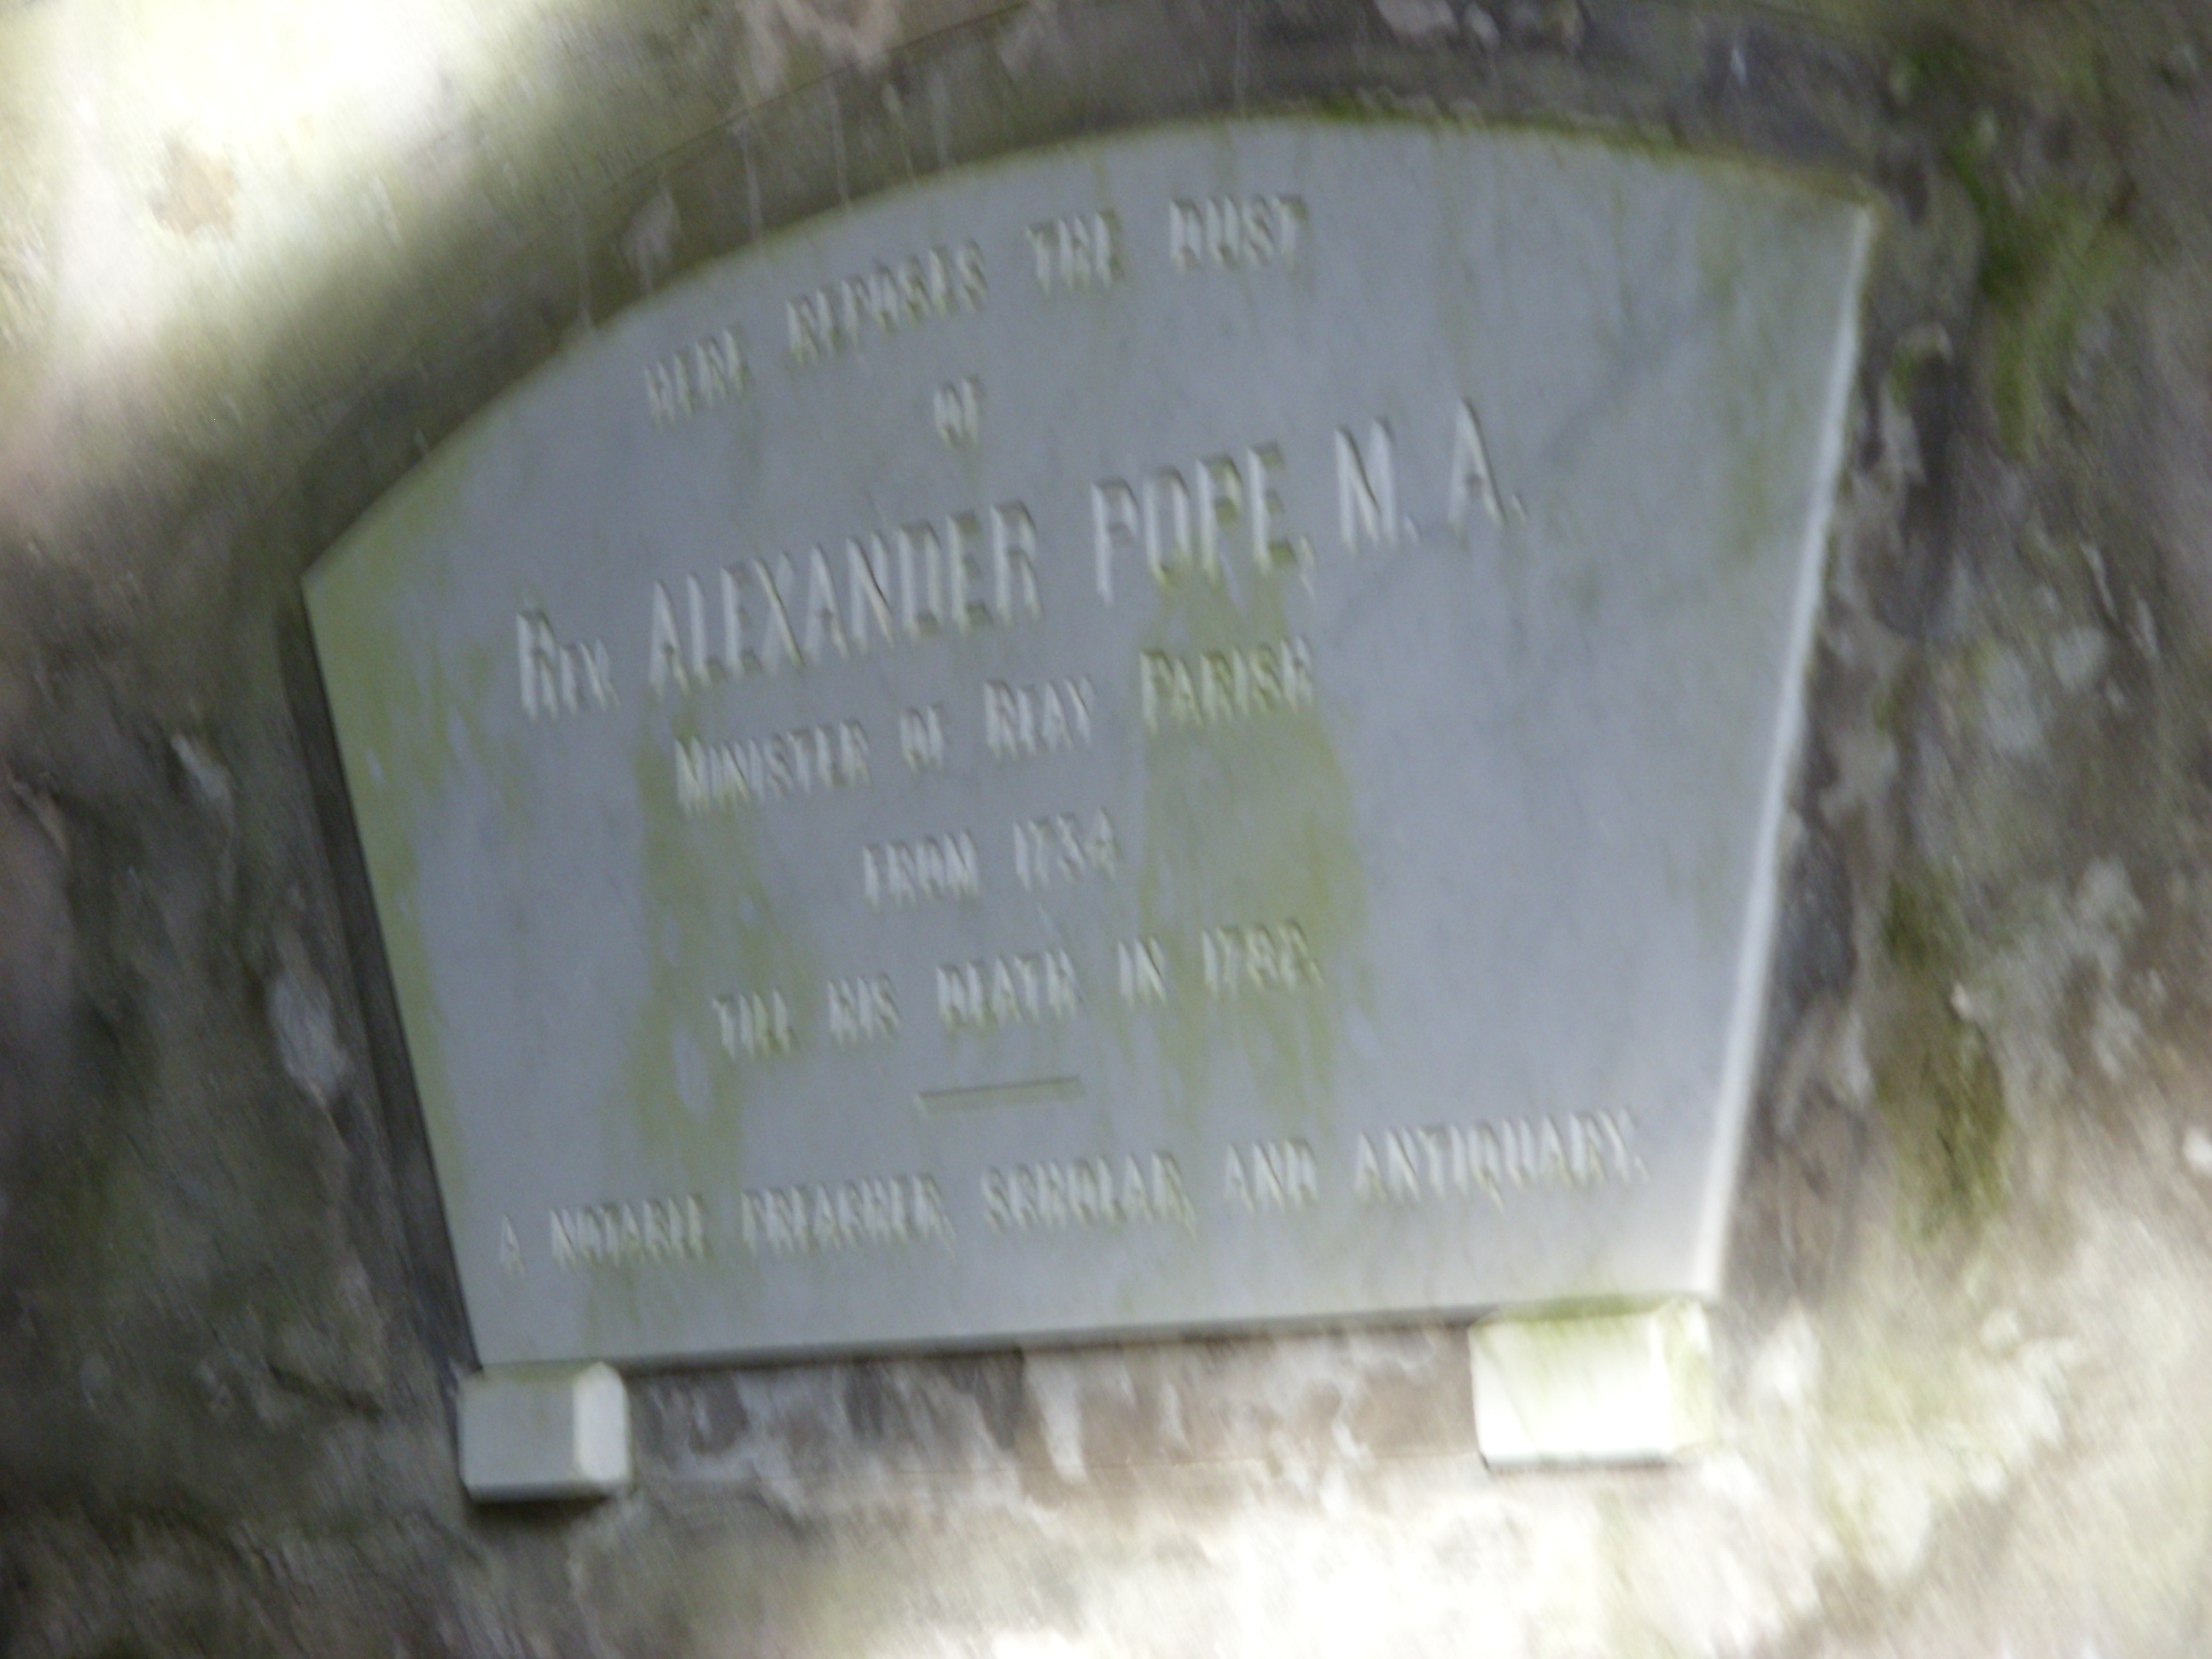 HERE REPOSES THE DUST
OF
REV. ALEXANDER POPE, M. A.
MINISTER OF REAY PARISH
FROM 1734
TILL HIS DEATH IN 1782.
A NOTABLE PREACHER, SCHOLAR, AND ANTIQUARY.